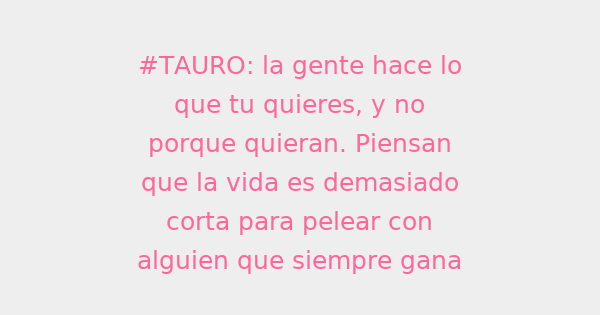 #TAURO: la gente hace lo
que tu quieres, y no
porque quieran. Piensan
que la vida es demasiado
corta para pelear con
alguien que siempre gana